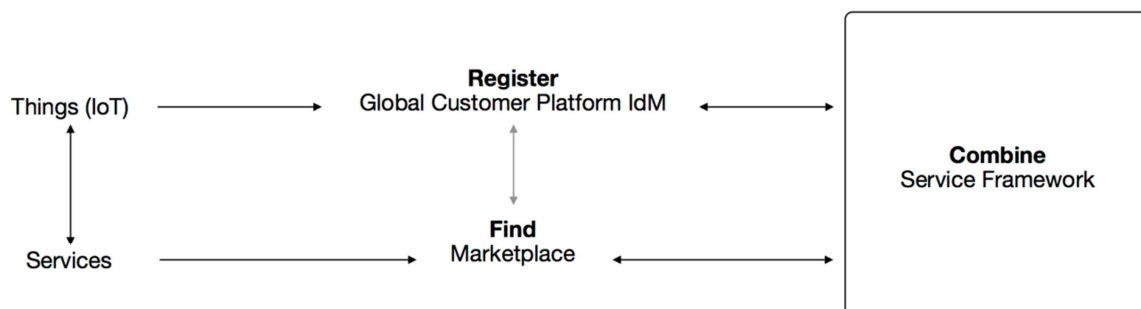 Register
Things (IoT)
Global Customer Platform IdM
Combine
Service Framework
Find
Services
Marketplace